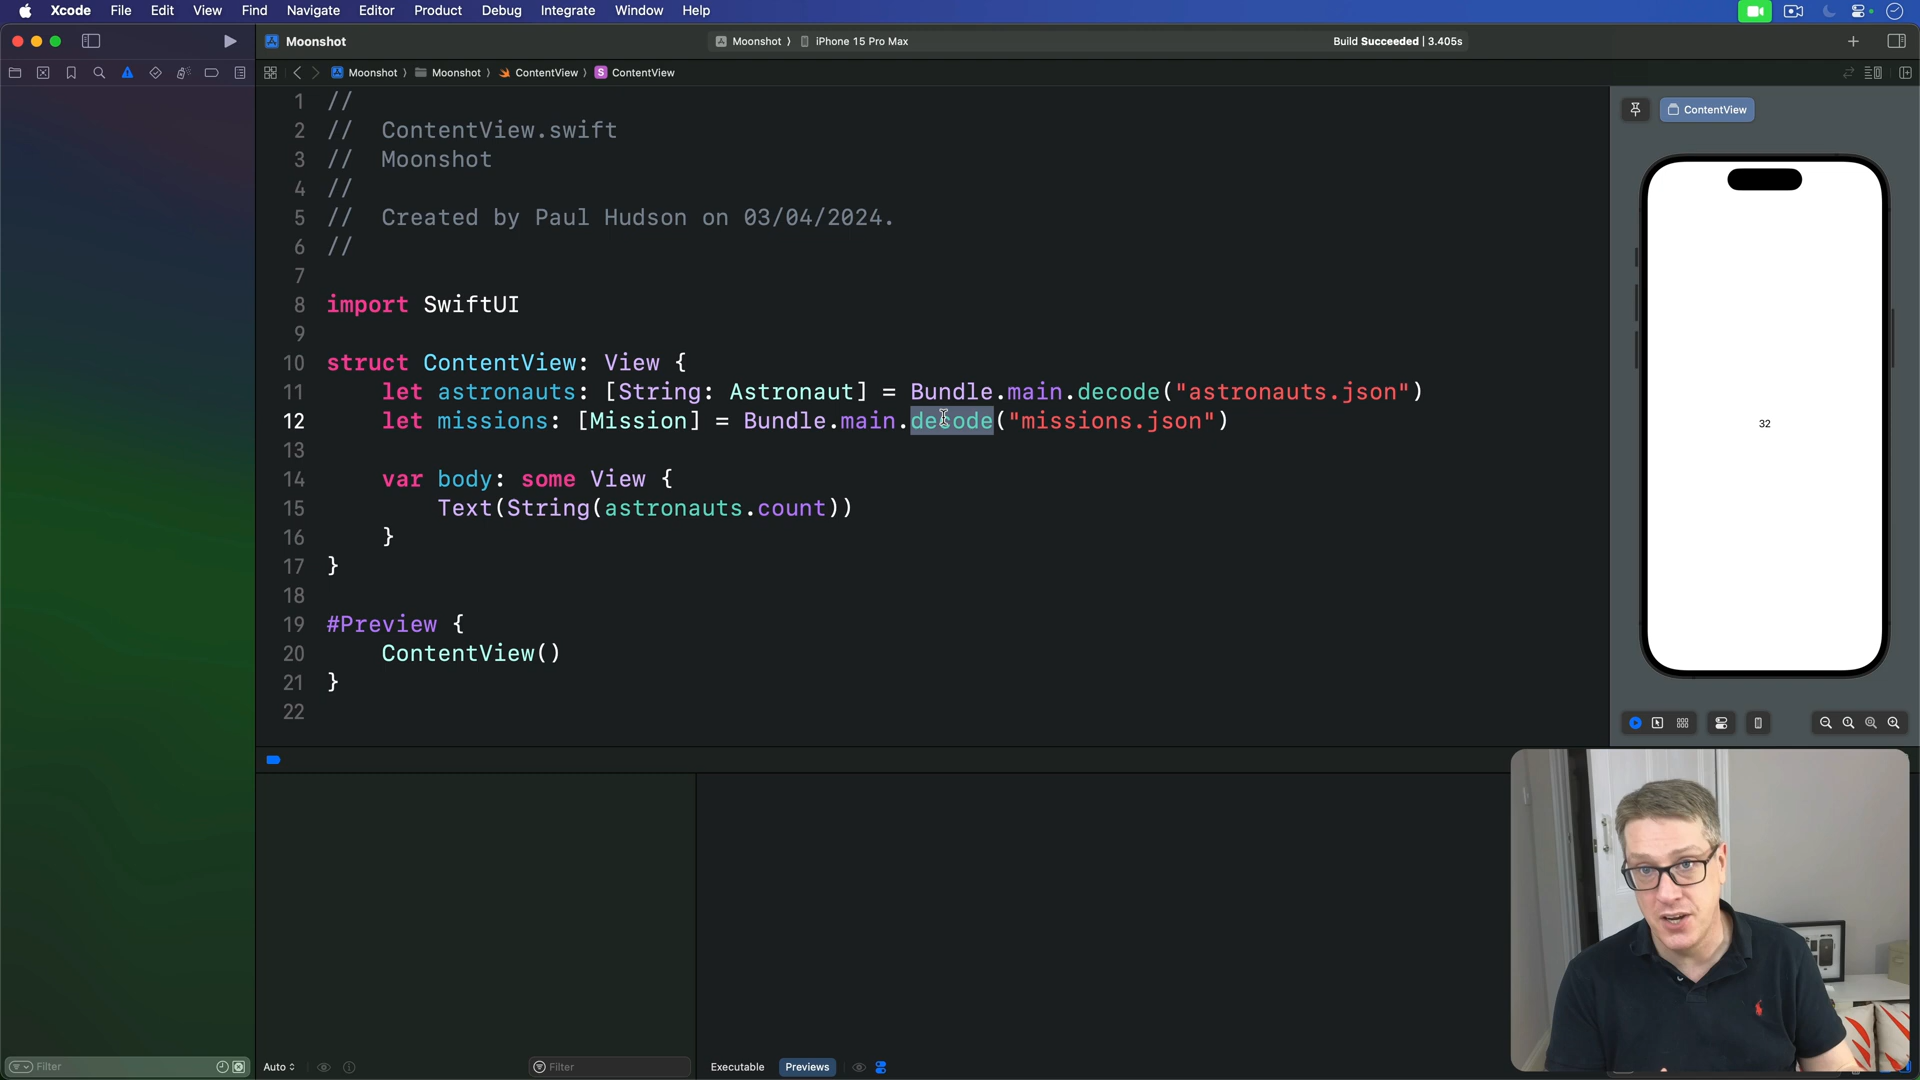 Xcode File Edit View Find Navigate Editor Product Debug Integrate Window Help
Moonshot
Moonshot 〉 iPhone 15 Pro Max
Build Succeeded | 3.405s
Moonshot 〉 Moonshot 〉 ContentView 〉 S ContentView
1 //
2 //  ContentView.swift
3 //  Moonshot
4 //
5 //  Created by Paul Hudson on 03/04/2024.
6 //
7
8 import SwiftUI
9
10 struct ContentView: View {
11     let astronauts: [String: Astronaut] = Bundle.main.decode("astronauts.json")
12     let missions: [Mission] = Bundle.main.decode("missions.json")
13
14     var body: some View {
15         Text(String(astronauts.count))
16     }
17 }
18
19 #Preview {
20     ContentView()
21 }
22
ContentView
32
Filter
Auto
Filter
Executable Previews